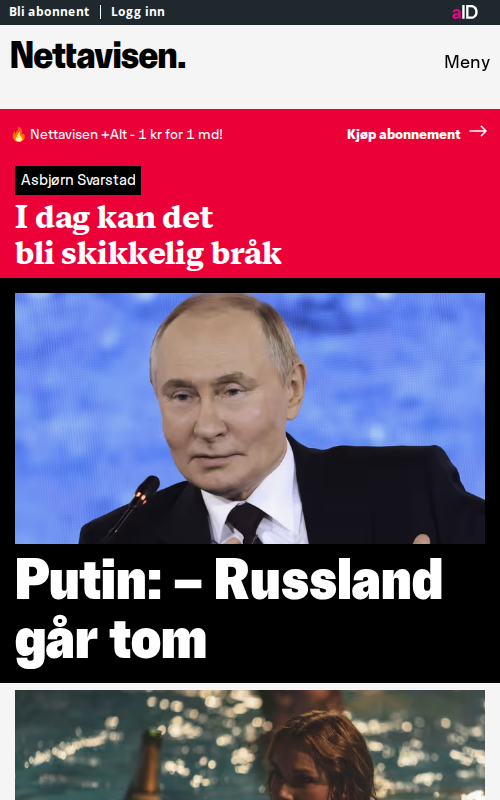 Bli abonnent | Logg inn
aID
Nettavisen.
Meny
🔥 Nettavisen +Alt - 1 kr for 1 md!
Kjøp abonnement →
Asbjørn Svarstad
I dag kan det
bli skikkelig bråk
Putin: – Russland
går tom